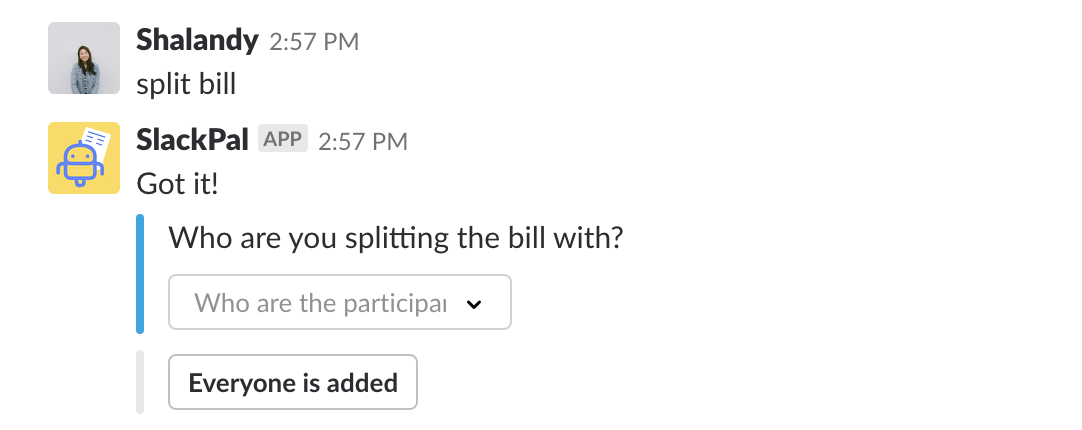 Shalandy 2:57 PM
split bill
SlackPal APP 2:57 PM
Got it!
Who are you splitting the bill with?
Who are the participa
Everyone is added